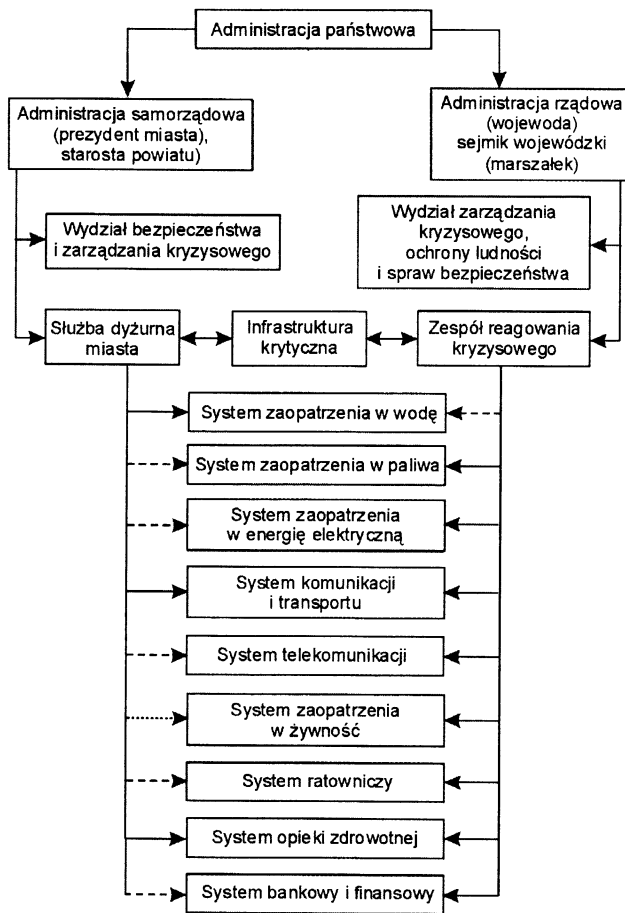 Administracja państwowa
Administracja samorządowa
(prezydent miasta),
starosta powiatu)
Administracja rządowa
(wojewoda)
sejmik wojewódzki
(marszałek)
Wydział bezpieczeństwa
i zarządzania kryzysowego
Wydział zarządzania
kryzysowego,
ochrony ludności
i spraw bezpieczeństwa
Służba dyżurna
miasta
Infrastruktura
krytyczna
Zespół reagowania
kryzysowego
System zaopatrzenia w wodę
System zaopatrzenia w paliwa
System zaopatrzenia
w energię elektryczną
System komunikacji
i transportu
System telekomunikacji
System zaopatrzenia
w żywność
System ratowniczy
System opieki zdrowotnej
System bankowy i finansowy